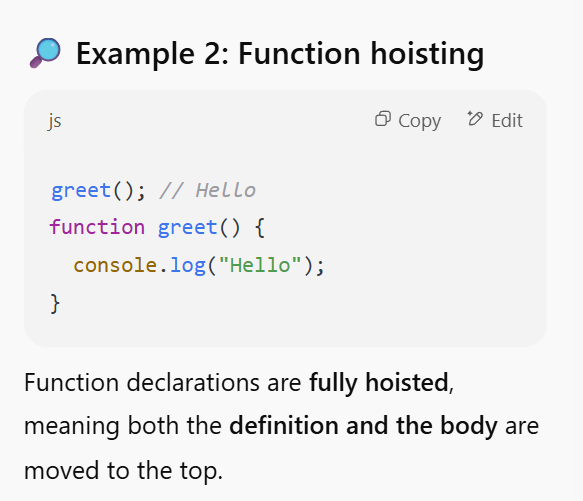 🔎 Example 2: Function hoisting
js Copy Edit
greet(); // Hello
function greet() {
  console.log("Hello");
}
Function declarations are fully hoisted,
meaning both the definition and the body are
moved to the top.